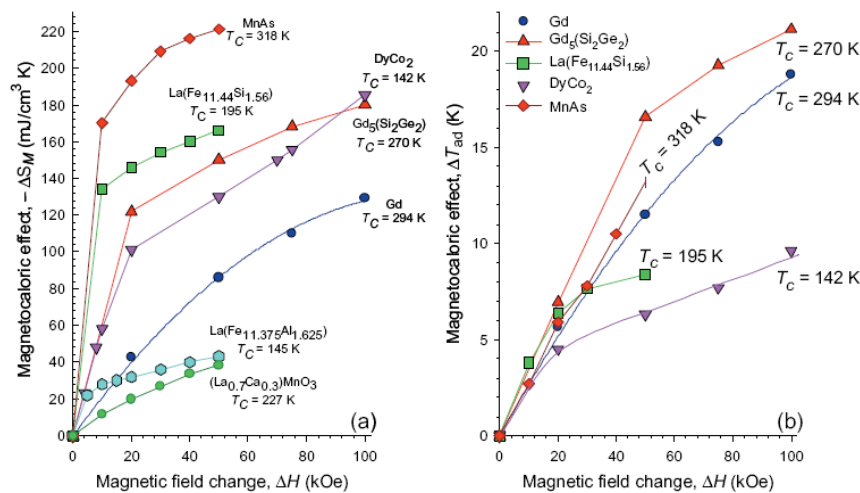 Magnetocaloric effect, – ΔS_M (mJ/cm³ K)
220
200
180
160
140
120
100
80
60
40
20
0
MnAs
T_C = 318 K
La(Fe₁₁.₄₄Si₁.₅₆)
T_C = 195 K
DyCo₂
T_C = 142 K
Gd₅(Si₂Ge₂)
T_C = 270 K
Gd
T_C = 294 K
La(Fe₁₁.₃₇₅Al₁.₆₂₅)
T_C = 145 K
(La₀.₇Ca₀.₃)MnO₃
T_C = 227 K
(a)
0 20 40 60 80 100
Magnetic field change, ΔH (kOe)
Magnetocaloric effect, ΔT_ad (K)
20
15
10
5
0
Gd
Gd₅(Si₂Ge₂)
La(Fe₁₁.₄₄Si₁.₅₆)
DyCo₂
MnAs
T_C = 270 K
T_C = 294 K
T_C = 318 K
T_C = 195 K
T_C = 142 K
(b)
0 20 40 60 80 100
Magnetic field change, ΔH (kOe)